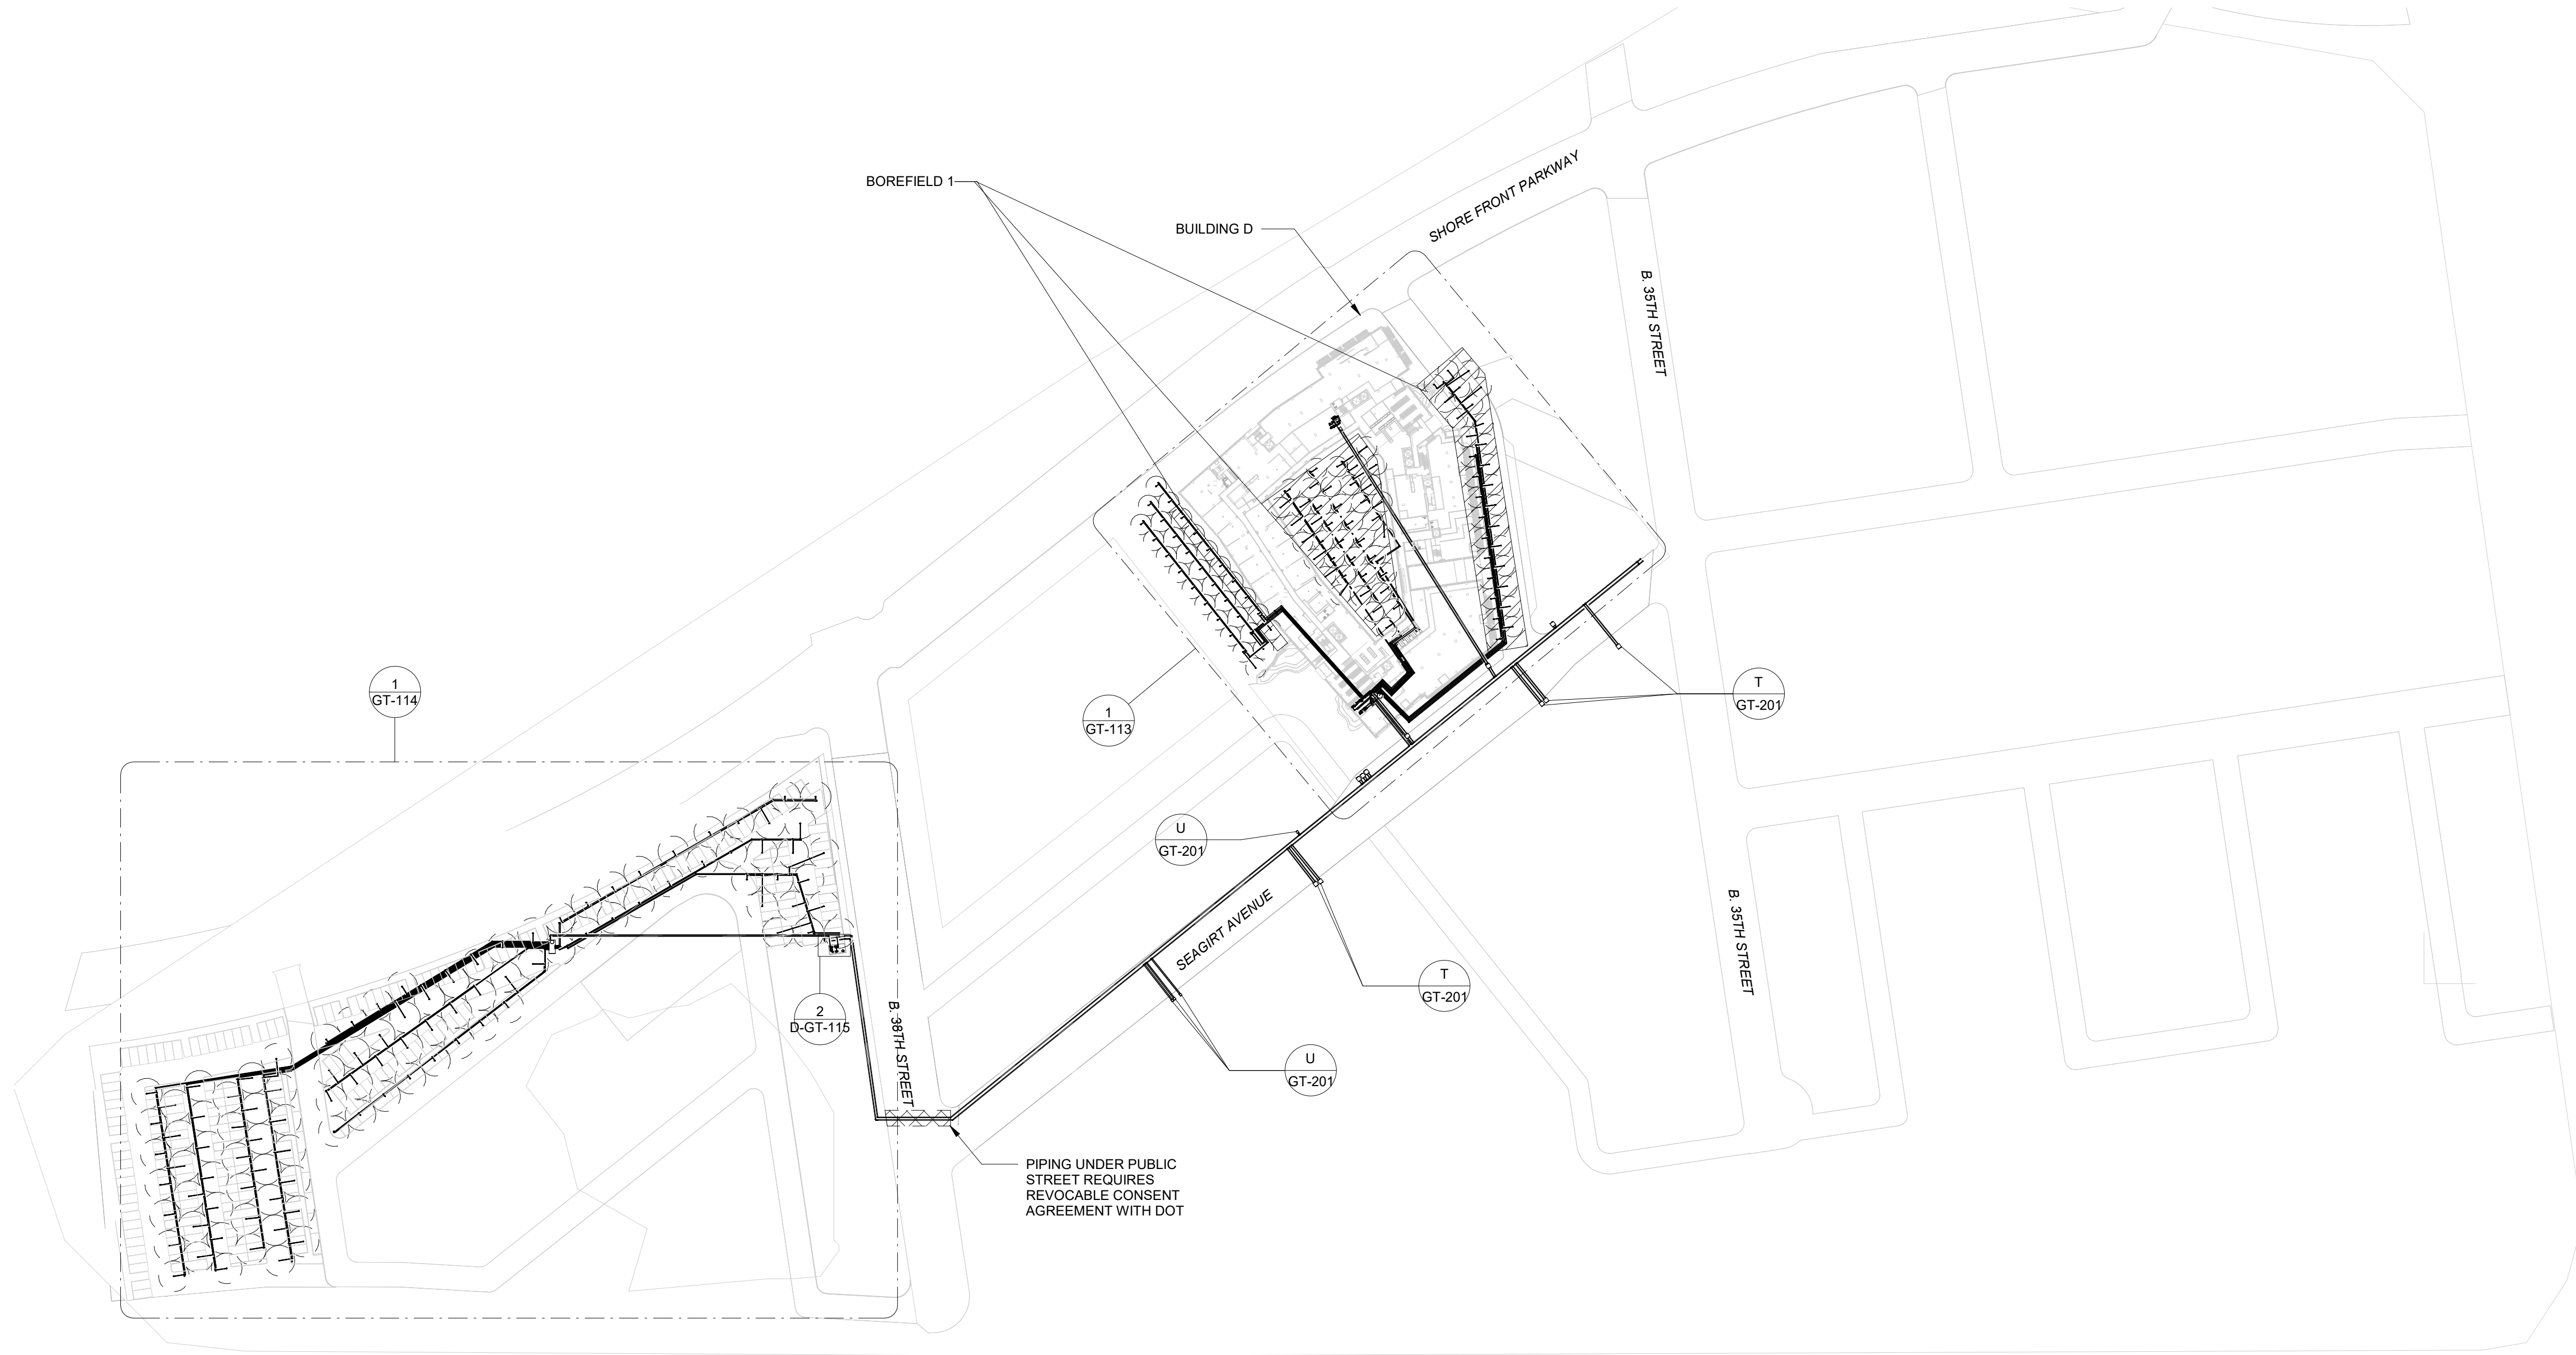 BOREFIELD 1
BUILDING D
SHORE FRONT PARKWAY
B. 35TH STREET
1
GT-114
1
GT-113
T
GT-201
U
GT-201
SEAGIRT AVENUE
T
GT-201
B. 35TH STREET
2
D-GT-115
B. 38TH STREET
U
GT-201
PIPING UNDER PUBLIC
STREET REQUIRES
REVOCABLE CONSENT
AGREEMENT WITH DOT